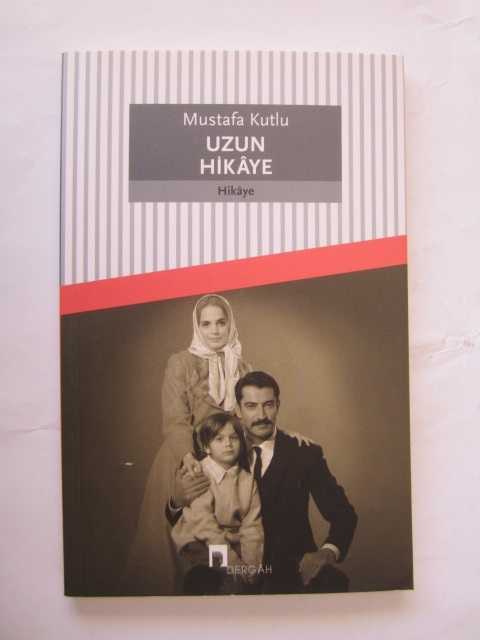 Mustafa Kutlu
UZUN
HİKÂYE
Hikâye
DERGÂH